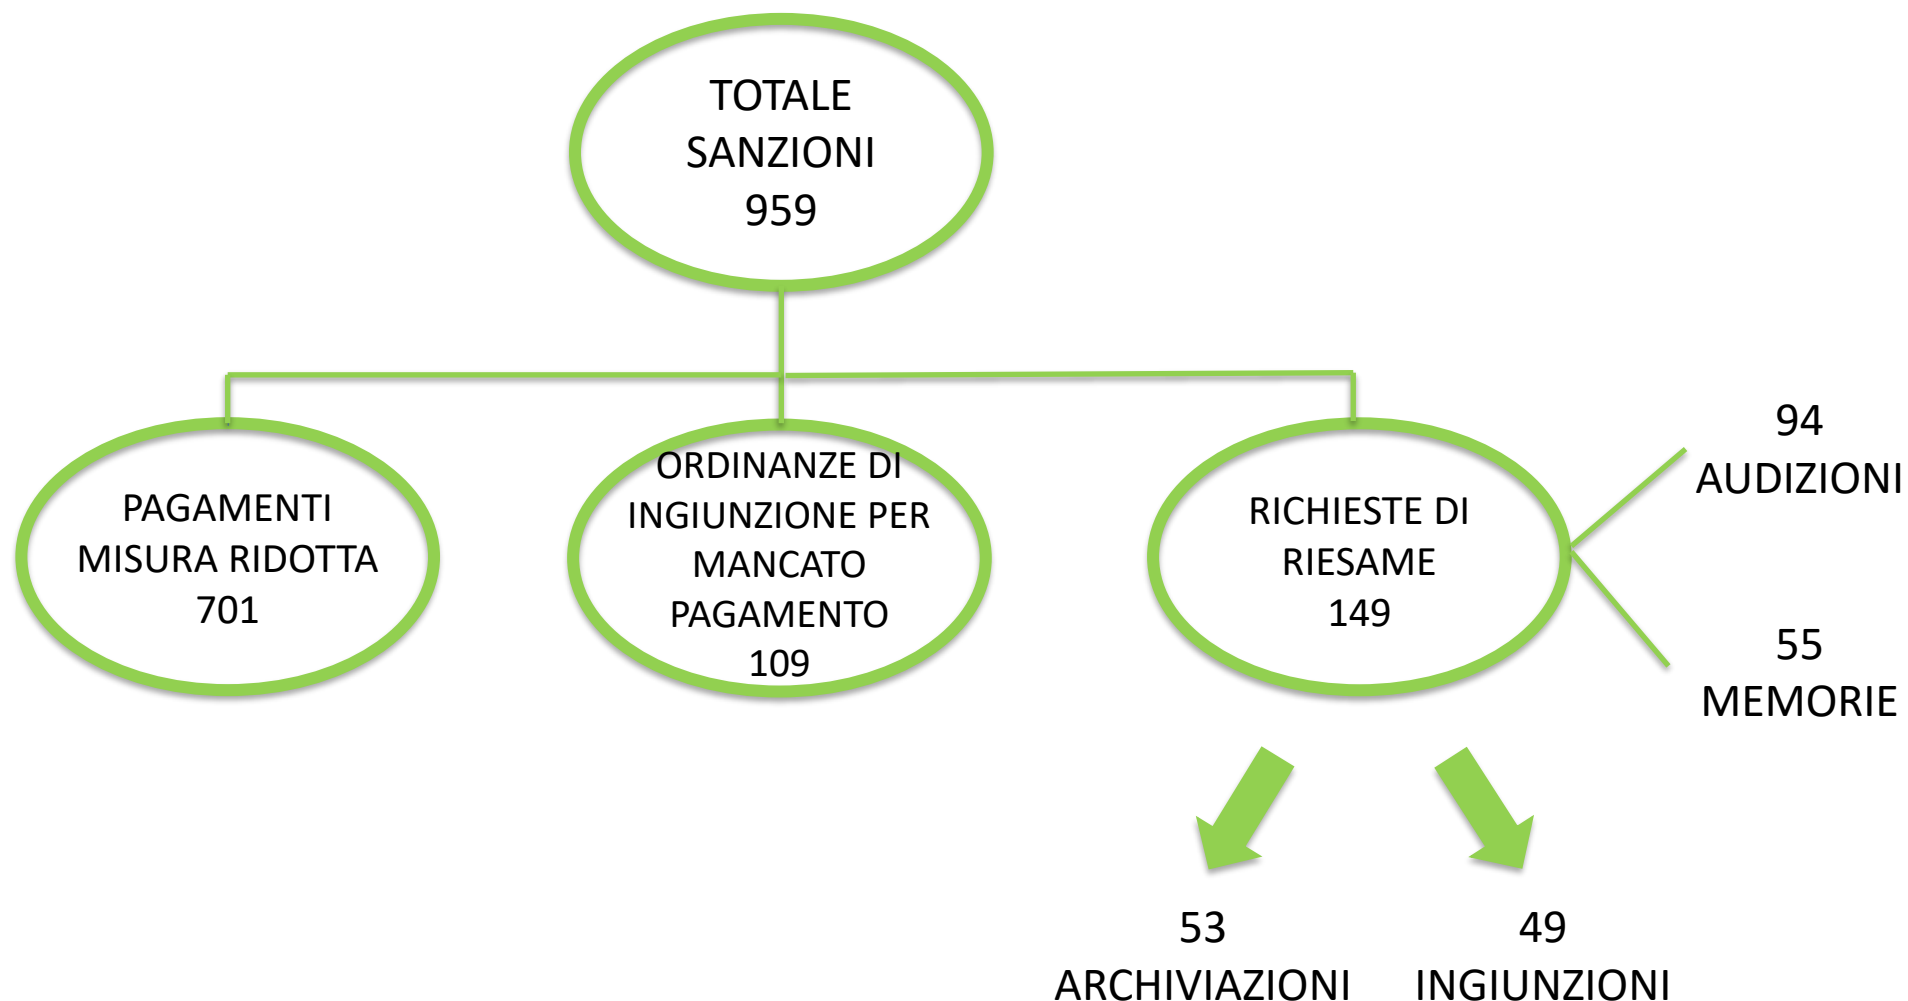 TOTALE
SANZIONI
959
PAGAMENTI
MISURA RIDOTTA
701
ORDINANZE DI
INGIUNZIONE PER
MANCATO
PAGAMENTO
109
RICHIESTE DI
RIESAME
149
94
AUDIZIONI
55
MEMORIE
53
ARCHIVIAZIONI
49
INGIUNZIONI